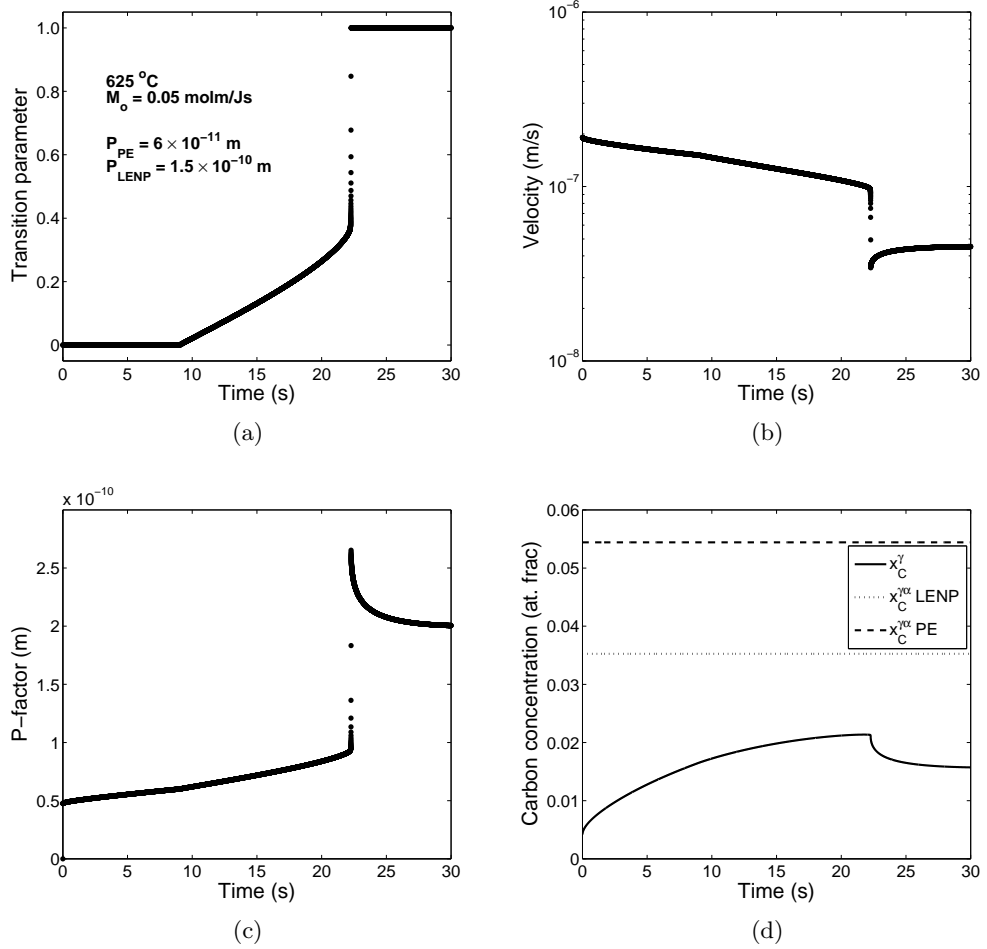 Transition parameter
1.0
0.8
0.6
0.4
0.2
0
625 °C
M_o = 0.05 molm/Js
P_PE = 6 × 10^−11 m
P_LENP = 1.5 × 10^−10 m
0 5 10 15 20 25 30
Time (s)
(a)
Velocity (m/s)
10^−6
10^−7
10^−8
0 5 10 15 20 25 30
Time (s)
(b)
x 10^−10
P−factor (m)
2.5
2
1.5
1
0.5
0
0 5 10 15 20 25 30
Time (s)
(c)
Carbon concentration (at. frac)
0.06
0.05
0.04
0.03
0.02
0.01
0
x_C^γ
x_C^γα LENP
x_C^γα PE
0 5 10 15 20 25 30
Time (s)
(d)